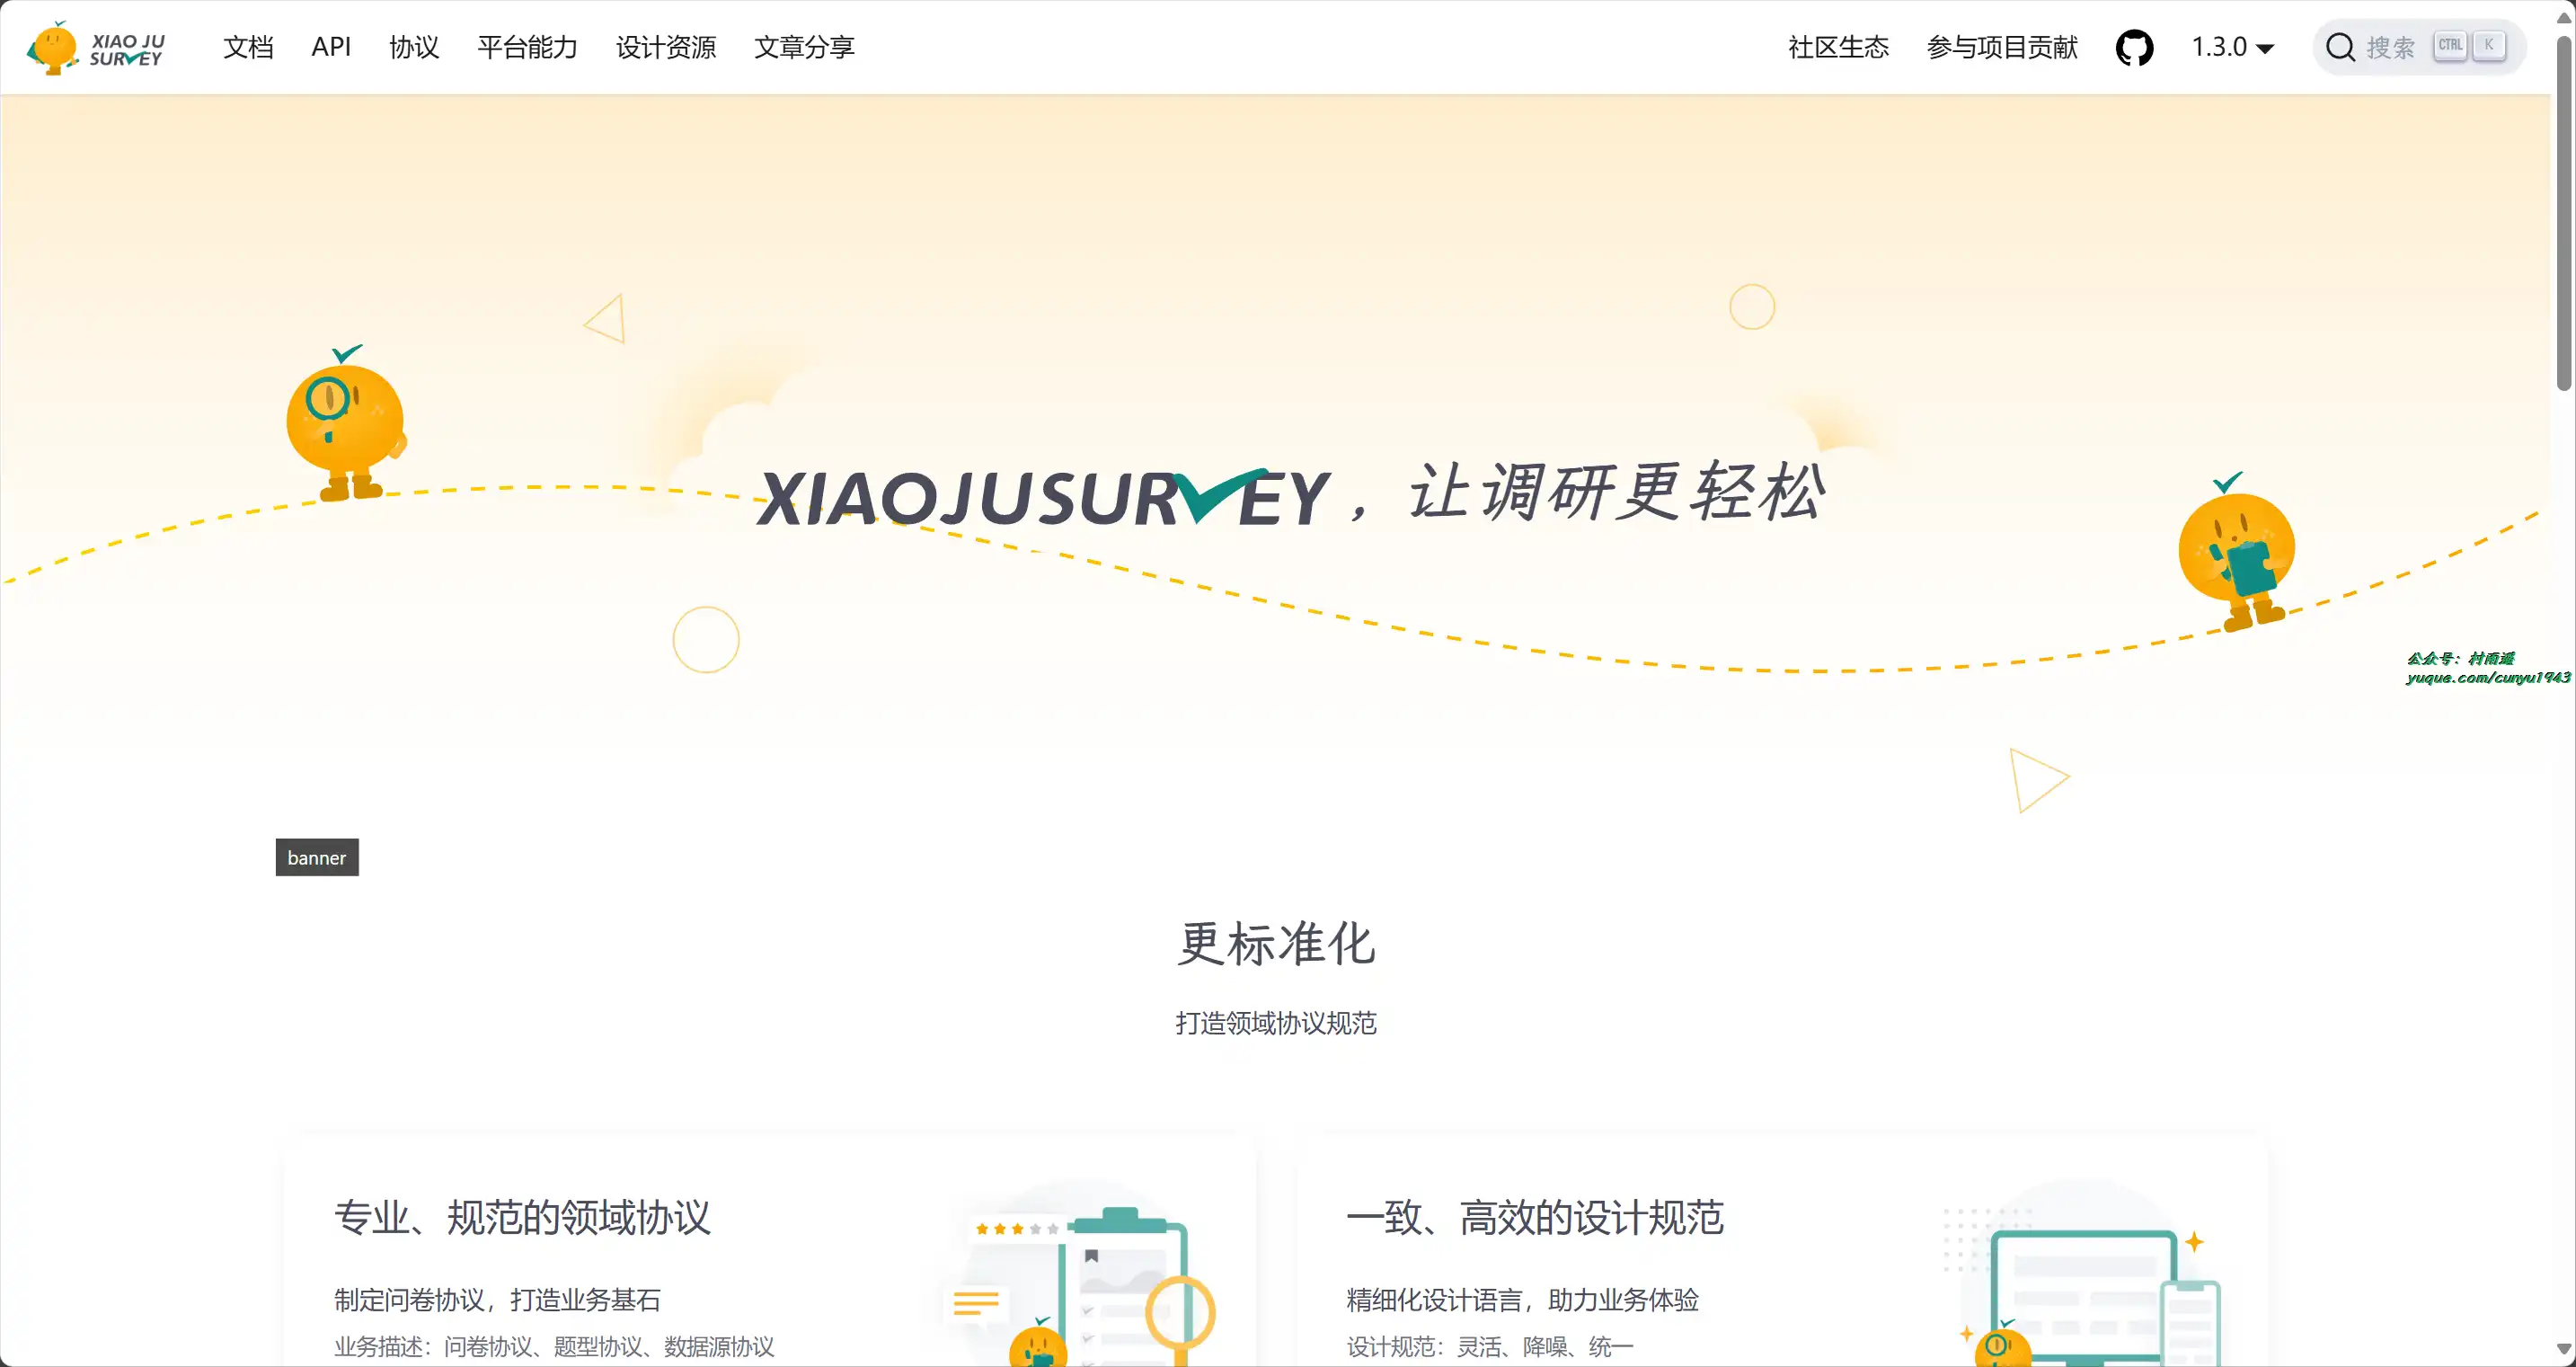 XIAO JU
SURVEY
文档 API 协议 平台能力 设计资源 文章分享 社区生态 参与项目贡献 1.3.0 搜索 CTRL K
XIAOJUSURVEY，让调研更轻松
公众号：村雨遥
yuque.com/cunyu1943
banner
更标准化
打造领域协议规范
专业、规范的领域协议
制定问卷协议，打造业务基石
业务描述：问卷协议、题型协议、数据源协议
一致、高效的设计规范
精细化设计语言，助力业务体验
设计规范：灵活、降噪、统一